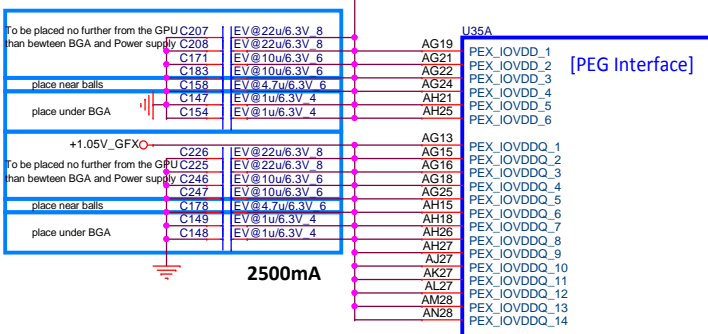 U35A
To be placed no further from the GPU C207 EV@22u/6.3V_8
than bewteen BGA and Power supply C208 EV@22u/6.3V_8 AG19 PEX_IOVDD_1
C171 EV@10u/6.3V_6 AG21 PEX_IOVDD_2 [PEG Interface]
C183 EV@10u/6.3V_6 AG22 PEX_IOVDD_3
place near balls C158 EV@4.7u/6.3V_6 AG24 PEX_IOVDD_4
C147 EV@1u/6.3V_4 AH21 PEX_IOVDD_5
place under BGA C154 EV@1u/6.3V_4 AH25 PEX_IOVDD_6
+1.05V_GFX AG13 PEX_IOVDDQ_1
C226 EV@22u/6.3V_8 AG15 PEX_IOVDDQ_2
To be placed no further from the GPU C225 EV@22u/6.3V_8 AG16 PEX_IOVDDQ_3
than bewteen BGA and Power supply C246 EV@10u/6.3V_6 AG18 PEX_IOVDDQ_4
C247 EV@10u/6.3V_6 AG25 PEX_IOVDDQ_5
place near balls C178 EV@4.7u/6.3V_6 AH15 PEX_IOVDDQ_6
C149 EV@1u/6.3V_4 AH18 PEX_IOVDDQ_7
place under BGA C148 EV@1u/6.3V_4 AH26 PEX_IOVDDQ_8
AH27 PEX_IOVDDQ_9
AJ27 PEX_IOVDDQ_10
2500mA AK27 PEX_IOVDDQ_11
AL27 PEX_IOVDDQ_12
AM28 PEX_IOVDDQ_13
AN28 PEX_IOVDDQ_14